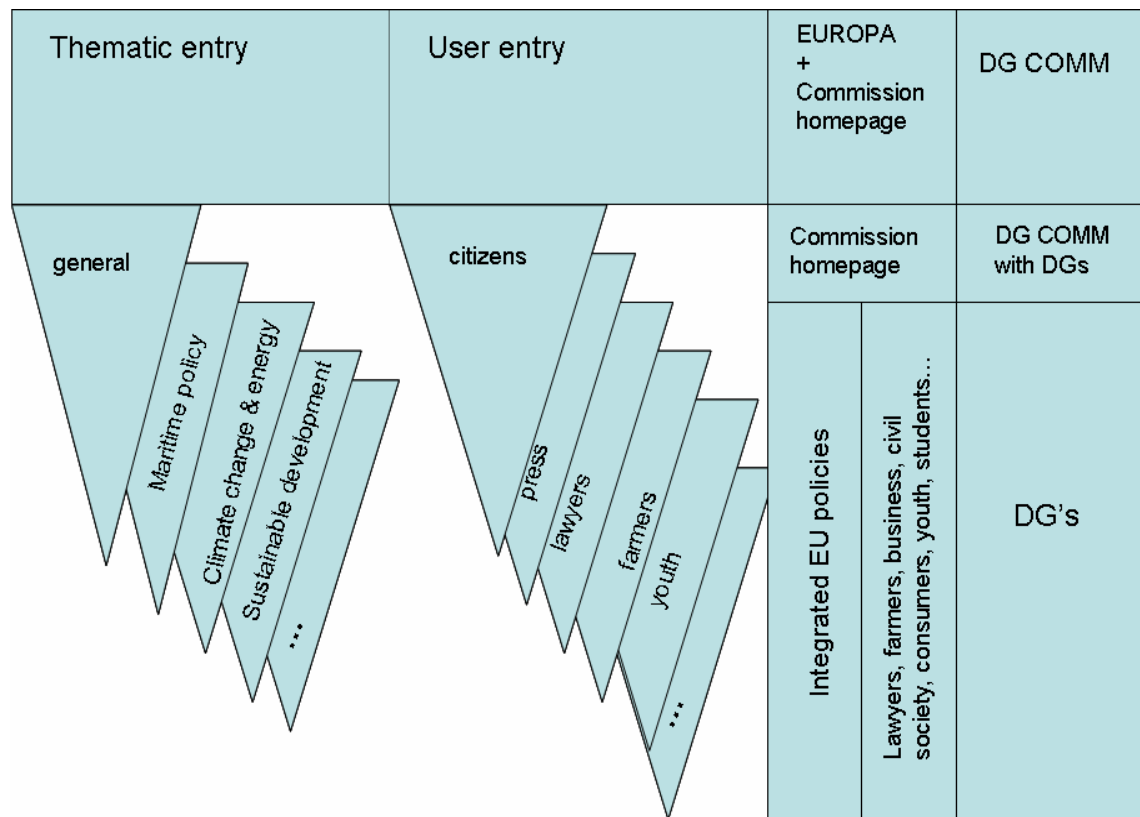 Thematic entry
User entry
EUROPA
+
Commission
homepage
DG COMM
general
Maritime policy
Climate change & energy
Sustainable development
...
citizens
press
lawyers
farmers
youth
...
Commission
homepage
DG COMM
with DGs
Integrated EU policies
Lawyers, farmers, business, civil
society, consumers, youth, students…
DG's